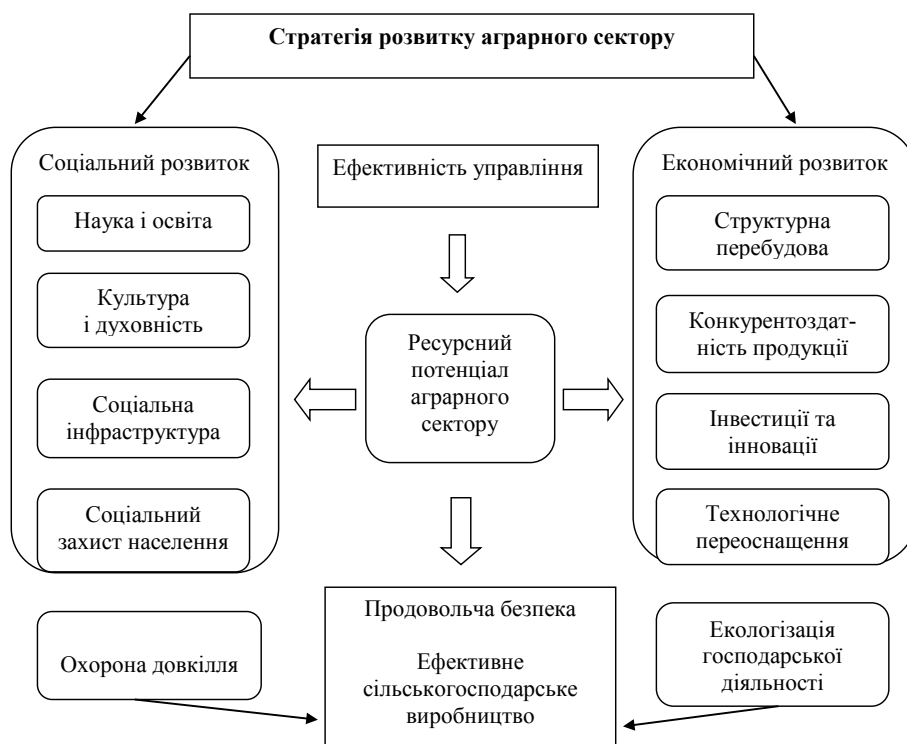 Стратегія розвитку аграрного сектору
Соціальний розвиток
Наука і освіта
Культура
і духовність
Соціальна
інфраструктура
Соціальний
захист населення
Ефективність управління
Ресурсний
потенціал
аграрного
сектору
Економічний розвиток
Структурна
перебудова
Конкурентоздат-
ність продукції
Інвестиції та
інновації
Технологічне
переоснащення
Охорона довкілля
Продовольча безпека
Ефективне
сільськогосподарське
виробництво
Екологізація
господарської
діяльності